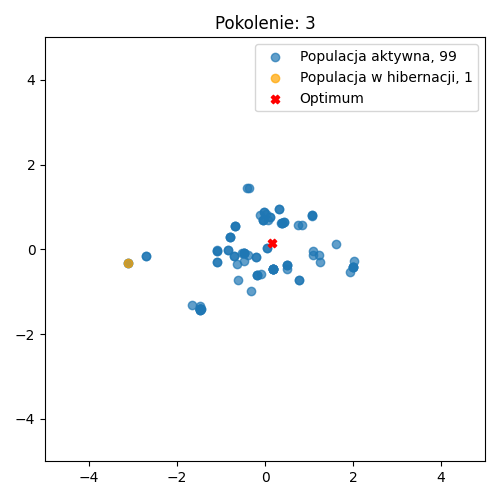 Pokolenie: 3
Populacja aktywna, 99
Populacja w hibernacji, 1
Optimum
4
2
0
−2
−4
−4
−2
0
2
4